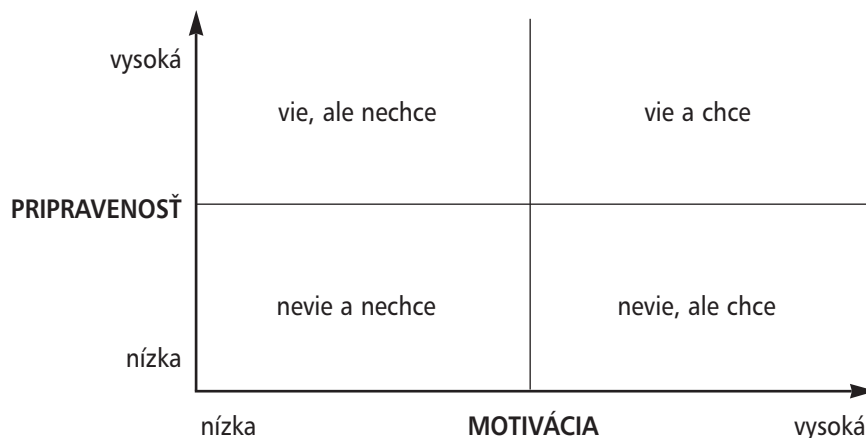 vysoká
vie, ale nechce
vie a chce
PRIPRAVENOSŤ
nevie a nechce
nevie, ale chce
nízka
nízka
MOTIVÁCIA
vysoká